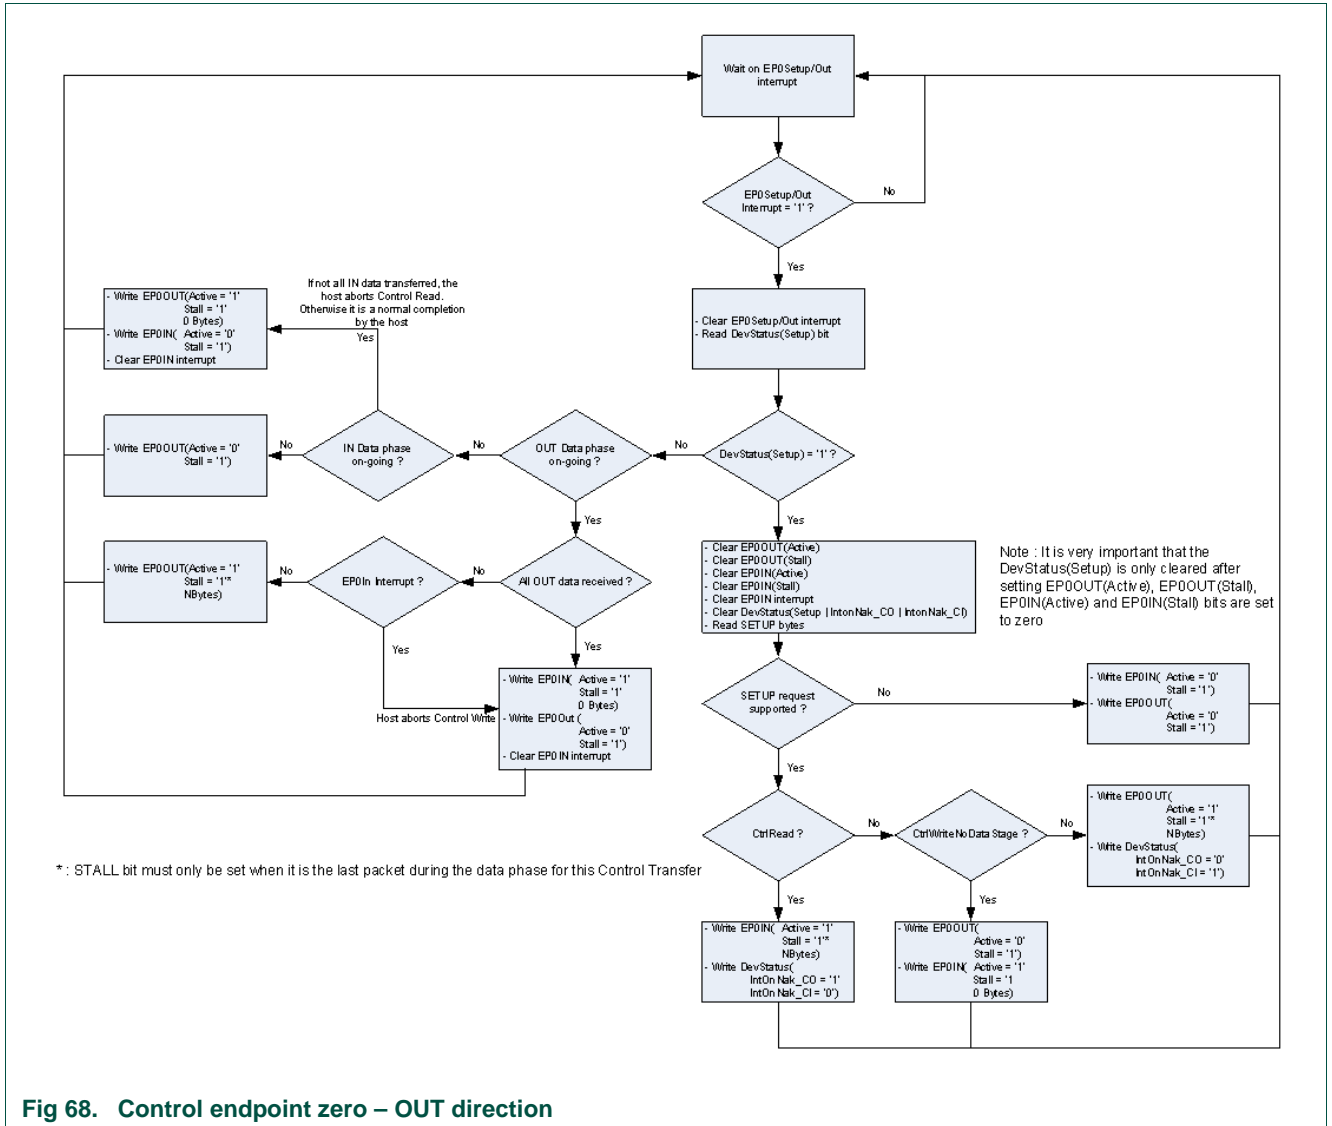 Wait on EP0Setup/Out
interrupt
EP0Setup/Out
Interrupt = '1' ?
No
Yes
- Clear EP0Setup/Out interrupt
- Read DevStatus(Setup) bit
If not all IN data transferred, the
host aborts Control Read.
Otherwise it is a normal completion
by the host
Yes
- Write EP0OUT(Active = '1'
Stall = '1'
0 Bytes)
- Write EP0IN( Active = '0'
Stall = '1')
- Clear EP0IN interrupt
DevStatus(Setup) = '1' ?
No
OUT Data phase
on-going ?
No
IN Data phase
on-going ?
No
- Write EP0OUT(Active = '0'
Stall = '1')
Yes
Yes
All OUT data received ?
No
EP0In Interrupt ?
No
- Write EP0OUT(Active = '1'
Stall = '1'*
NBytes)
Yes
Yes
Host aborts Control Write
- Write EP0IN( Active = '1'
Stall = '1'
0 Bytes)
- Write EP0Out (
Active = '0'
Stall = '1')
- Clear EP0IN interrupt
- Clear EP0OUT(Active)
- Clear EP0OUT(Stall)
- Clear EP0IN(Active)
- Clear EP0IN(Stall)
- Clear EP0IN interrupt
- Clear DevStatus(Setup | IntonNak_CO | IntonNak_CI)
- Read SETUP bytes
Note : It is very important that the
DevStatus(Setup) is only cleared after
setting EP0OUT(Active), EP0OUT(Stall),
EP0IN(Active) and EP0IN(Stall) bits are set
to zero
SETUP request
supported ?
No
- Write EP0IN( Active = '0'
Stall = '1')
- Write EP0OUT(
Active = '0'
Stall = '1')
Yes
CtrlRead ?
No
CtrlWriteNoDataStage ?
No
- Write EP0OUT(
Active = '1'
Stall = '1'*
NBytes)
- Write DevStatus(
IntOnNak_CO = '0'
IntOnNak_CI = '1')
* : STALL bit must only be set when it is the last packet during the data phase for this Control Transfer
Yes
Yes
- Write EP0IN( Active = '1'
Stall = '1'*
NBytes)
- Write DevStatus(
IntOnNak_CO = '1'
IntOnNak_CI = '0')
- Write EP0OUT(
Active = '0'
Stall = '1')
- Write EP0IN( Active = '1'
Stall = '1
0 Bytes)
Fig 68. Control endpoint zero – OUT direction